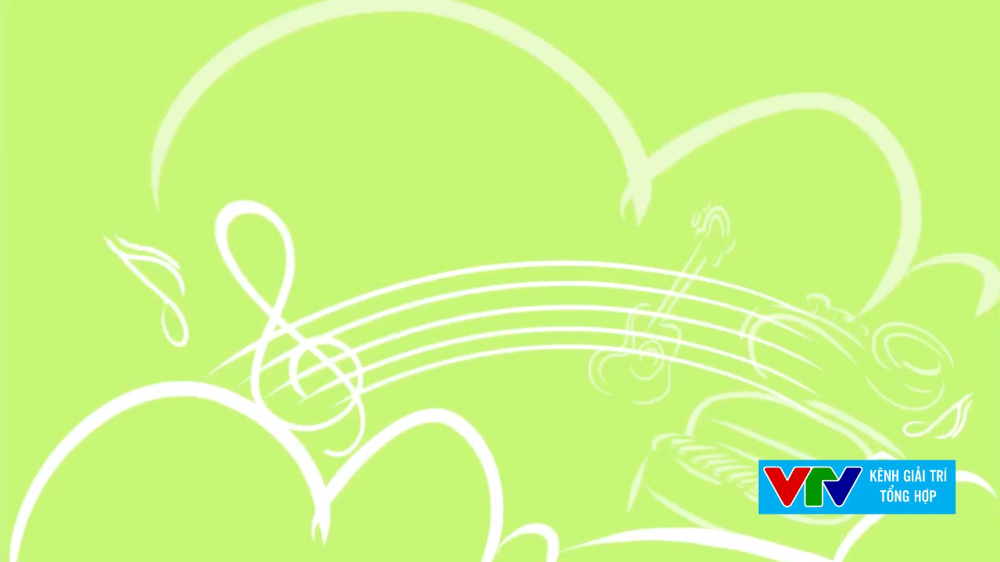 VTV
KÊNH GIẢI TRÍ
TỔNG HỢP